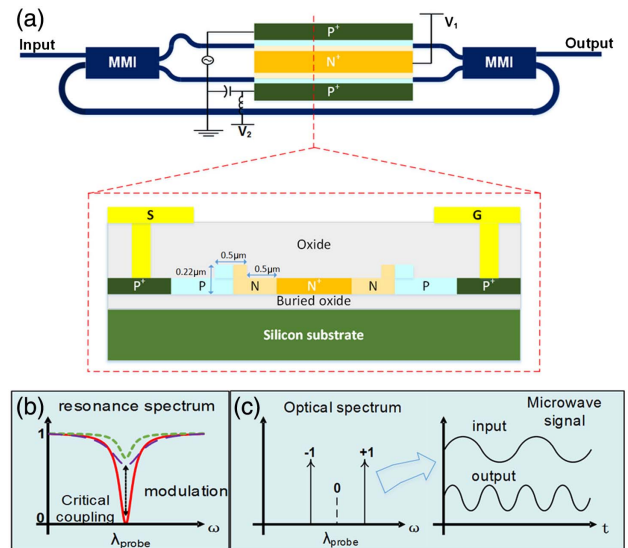 (a)
P⁺
V₁
Input
MMI
N⁺
MMI
Output
P⁺
V₂
S
G
Oxide
0.5μm
0.22μm
0.5μm
P⁺
P
N
N⁺
N
P
P⁺
Buried oxide
Silicon substrate
(b)
resonance spectrum
1
modulation
Critical
coupling
0
λprobe
ω
(c)
Optical spectrum
-1
0
+1
λprobe
ω
Microwave
signal
input
output
t